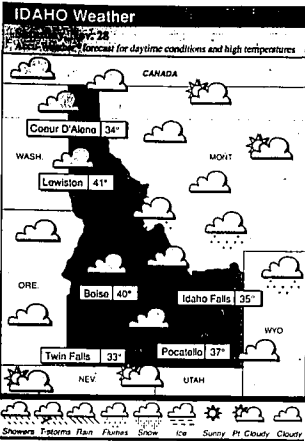 IDAHO Weather
28
forecast for daytime conditions and high temperatures
CANADA
Coeur D'Alene 34°
WASH.
MONT
Lewiston 41°
ORE.
Boise 40°
Idaho Falls 35°
WYO
Twin Falls 33°
Pocatello 37°
NEV.
UTAH
Showers T-storms Rain Flurries Snow Ice Sunny Pt Cloudy Cloudy